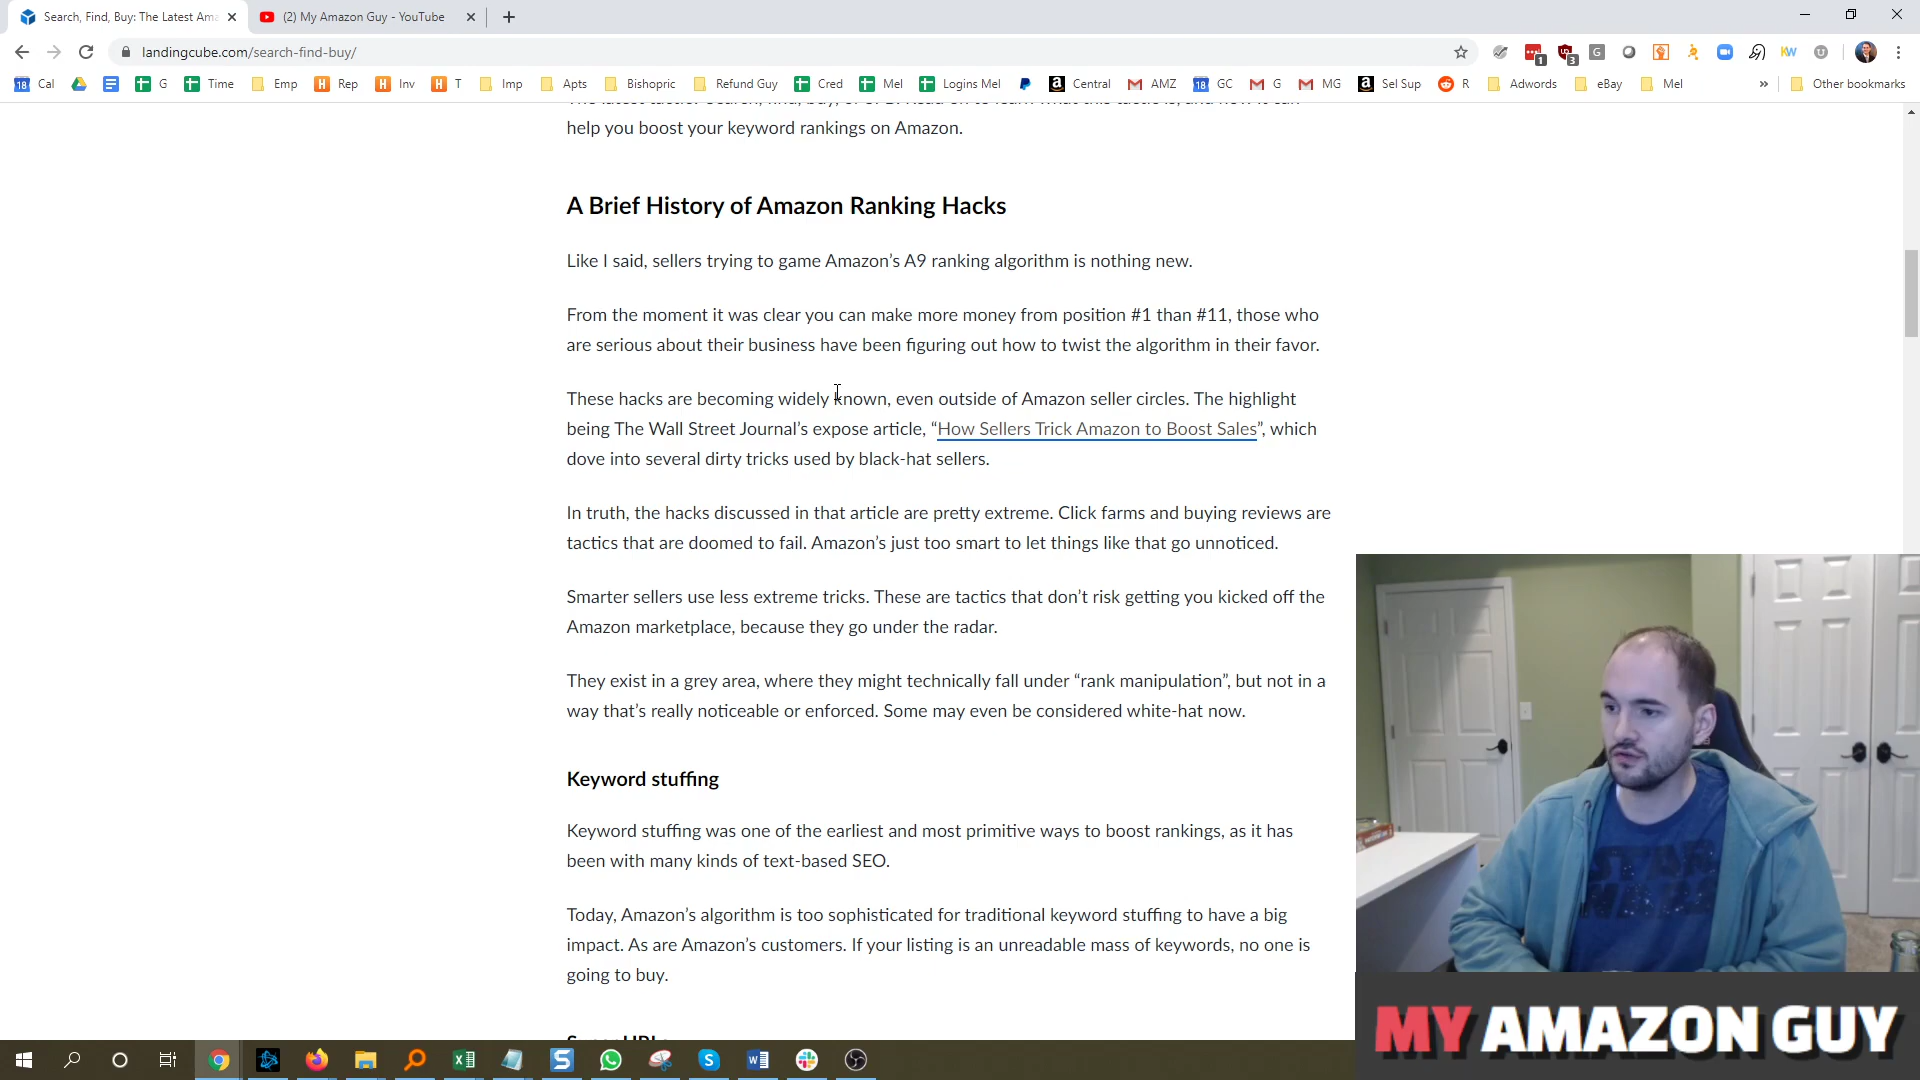 Search, Find, Buy: The Latest Ama
(2) My Amazon Guy - YouTube
landingcube.com/search-find-buy/
1
3
KW
18 Cal
G
Time
Emp
Rep
Inv
T
Imp
Apts
Bishopric
Refund Guy
Cred
Mel
Logins Mel
Central
AMZ
18 GC
G
MG
Sel Sup
R
Adwords
eBay
Mel
»
Other bookmarks
help you boost your keyword rankings on Amazon.
A Brief History of Amazon Ranking Hacks
Like I said, sellers trying to game Amazon’s A9 ranking algorithm is nothing new.
From the moment it was clear you can make more money from position #1 than #11, those who
are serious about their business have been figuring out how to twist the algorithm in their favor.
These hacks are becoming widely known, even outside of Amazon seller circles. The highlight
being The Wall Street Journal’s expose article, “How Sellers Trick Amazon to Boost Sales”, which
dove into several dirty tricks used by black-hat sellers.
In truth, the hacks discussed in that article are pretty extreme. Click farms and buying reviews are
tactics that are doomed to fail. Amazon’s just too smart to let things like that go unnoticed.
Smarter sellers use less extreme tricks. These are tactics that don’t risk getting you kicked off the
Amazon marketplace, because they go under the radar.
They exist in a grey area, where they might technically fall under “rank manipulation”, but not in a
way that’s really noticeable or enforced. Some may even be considered white-hat now.
Keyword stuffing
Keyword stuffing was one of the earliest and most primitive ways to boost rankings, as it has
been with many kinds of text-based SEO.
Today, Amazon’s algorithm is too sophisticated for traditional keyword stuffing to have a big
impact. As are Amazon’s customers. If your listing is an unreadable mass of keywords, no one is
going to buy.
STAR
WARS
MY AMAZON GUY